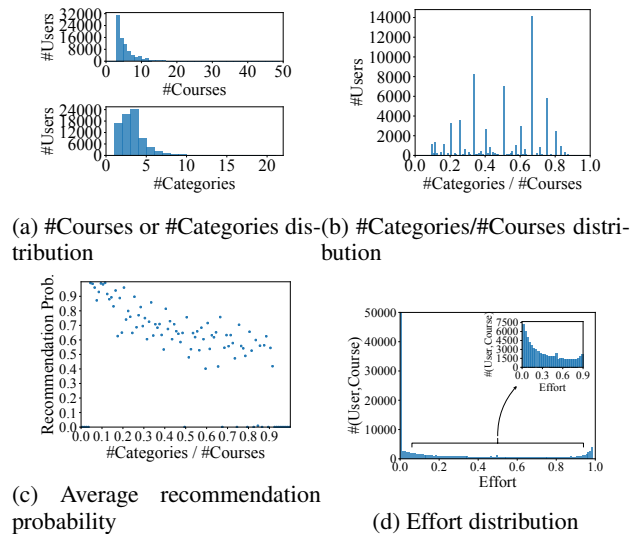 32000
24000
16000
8000
0
#Users
0 10 20 30 40 50
#Courses
24000
18000
12000
6000
0
#Users
0 5 10 15 20
#Categories
14000
12000
10000
8000
6000
4000
2000
0
#Users
0.0 0.2 0.4 0.6 0.8 1.0
#Categories / #Courses
(a) #Courses or #Categories dis-
tribution
(b) #Categories/#Courses distri-
bution
0.9
0.8
0.7
0.6
0.5
0.4
0.3
0.2
0.1
0.0
Recommendation Prob.
0.0 0.1 0.2 0.3 0.4 0.5 0.6 0.7 0.8 0.9
#Categories / #Courses
50000
40000
30000
20000
10000
0
#(User,Course)
0.0 0.2 0.4 0.6 0.8 1.0
Effort
7500
6000
4500
3000
1500
0
#(User,Course)
0.0 0.3 0.6 0.9
Effort
(c) Average recommendation
probability
(d) Effort distribution